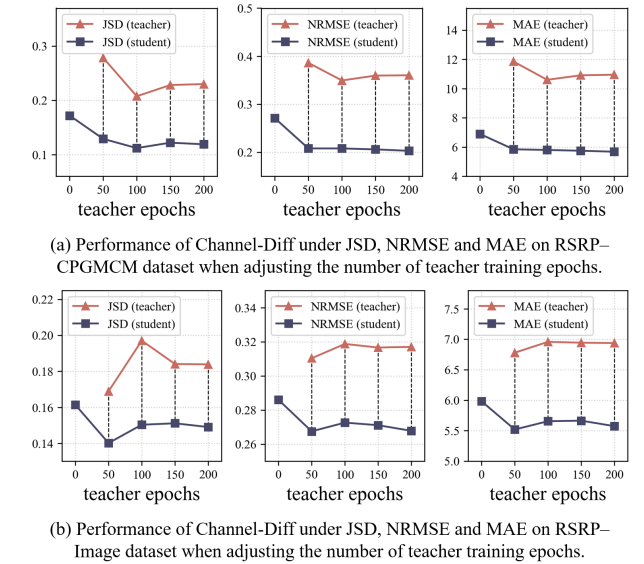 JSD (teacher)
JSD (student)
0.3
0.2
0.1
0 50 100 150 200
teacher epochs
NRMSE (teacher)
NRMSE (student)
0.5
0.4
0.3
0.2
0 50 100 150 200
teacher epochs
MAE (teacher)
MAE (student)
14
12
10
8
6
4
0 50 100 150 200
teacher epochs
(a) Performance of Channel-Diff under JSD, NRMSE and MAE on RSRP–
CPGMCM dataset when adjusting the number of teacher training epochs.
JSD (teacher)
JSD (student)
0.22
0.20
0.18
0.16
0.14
0 50 100 150 200
teacher epochs
NRMSE (teacher)
NRMSE (student)
0.34
0.32
0.30
0.28
0.26
0 50 100 150 200
teacher epochs
MAE (teacher)
MAE (student)
7.5
7.0
6.5
6.0
5.5
5.0
0 50 100 150 200
teacher epochs
(b) Performance of Channel-Diff under JSD, NRMSE and MAE on RSRP–
Image dataset when adjusting the number of teacher training epochs.